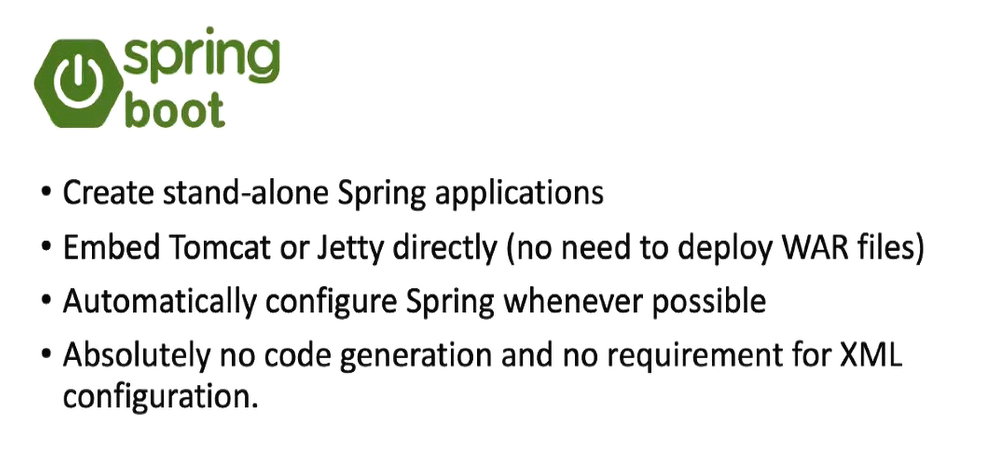 spring
boot
• Create stand-alone Spring applications
• Embed Tomcat or Jetty directly (no need to deploy WAR files)
• Automatically configure Spring whenever possible
• Absolutely no code generation and no requirement for XML
configuration.